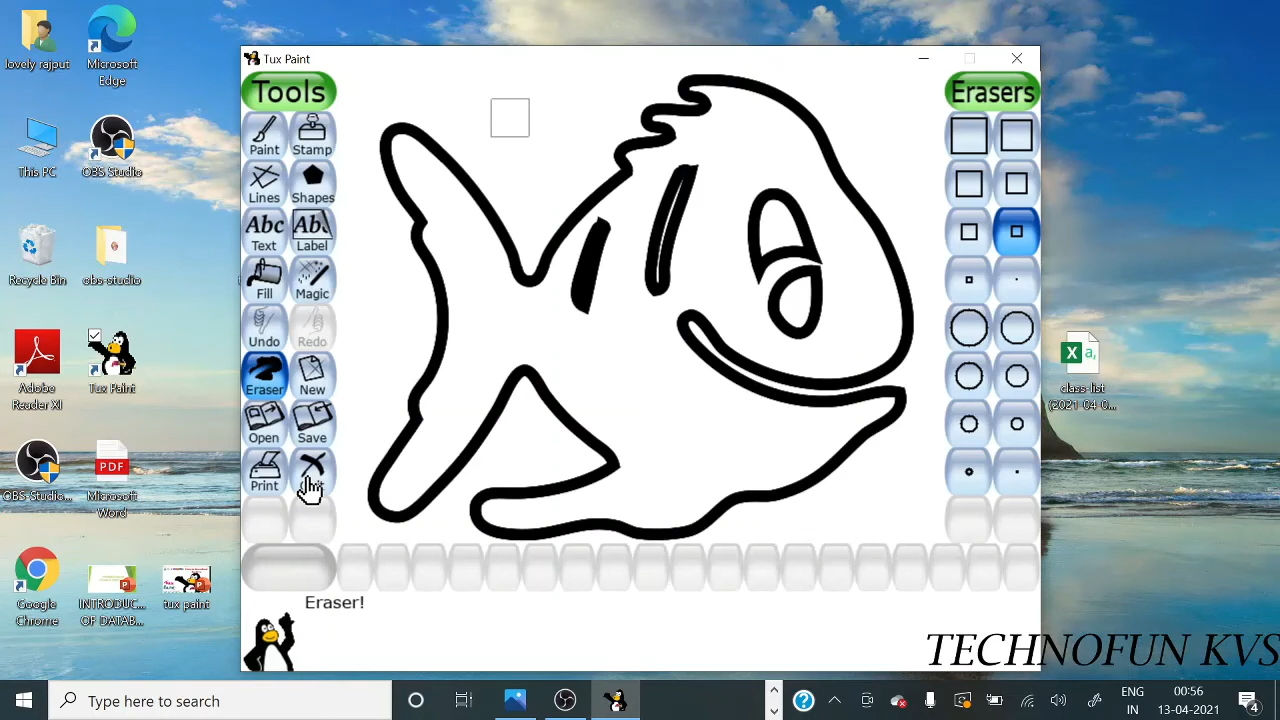 lovely rajput
Microsoft
Edge
This PC
OBS Studio
Recycle Bin
obs studio
Adobe
Reader XI
Tux Paint
OBS Studio...
Microsoft
Word
PDF
Google
Chrome
INTRODUC...
OF DATAB...
tux paint
Tux Paint
Tools
Paint
Stamp
Lines
Shapes
Abc
Text
Label
Fill
Magic
Undo
Redo
Eraser
New
Open
Save
Print
Erasers
Eraser!
class-list
(2021-04-0...
TECHNOFUN KVS
Type here to search
ENG
IN
00:56
13-04-2021
4